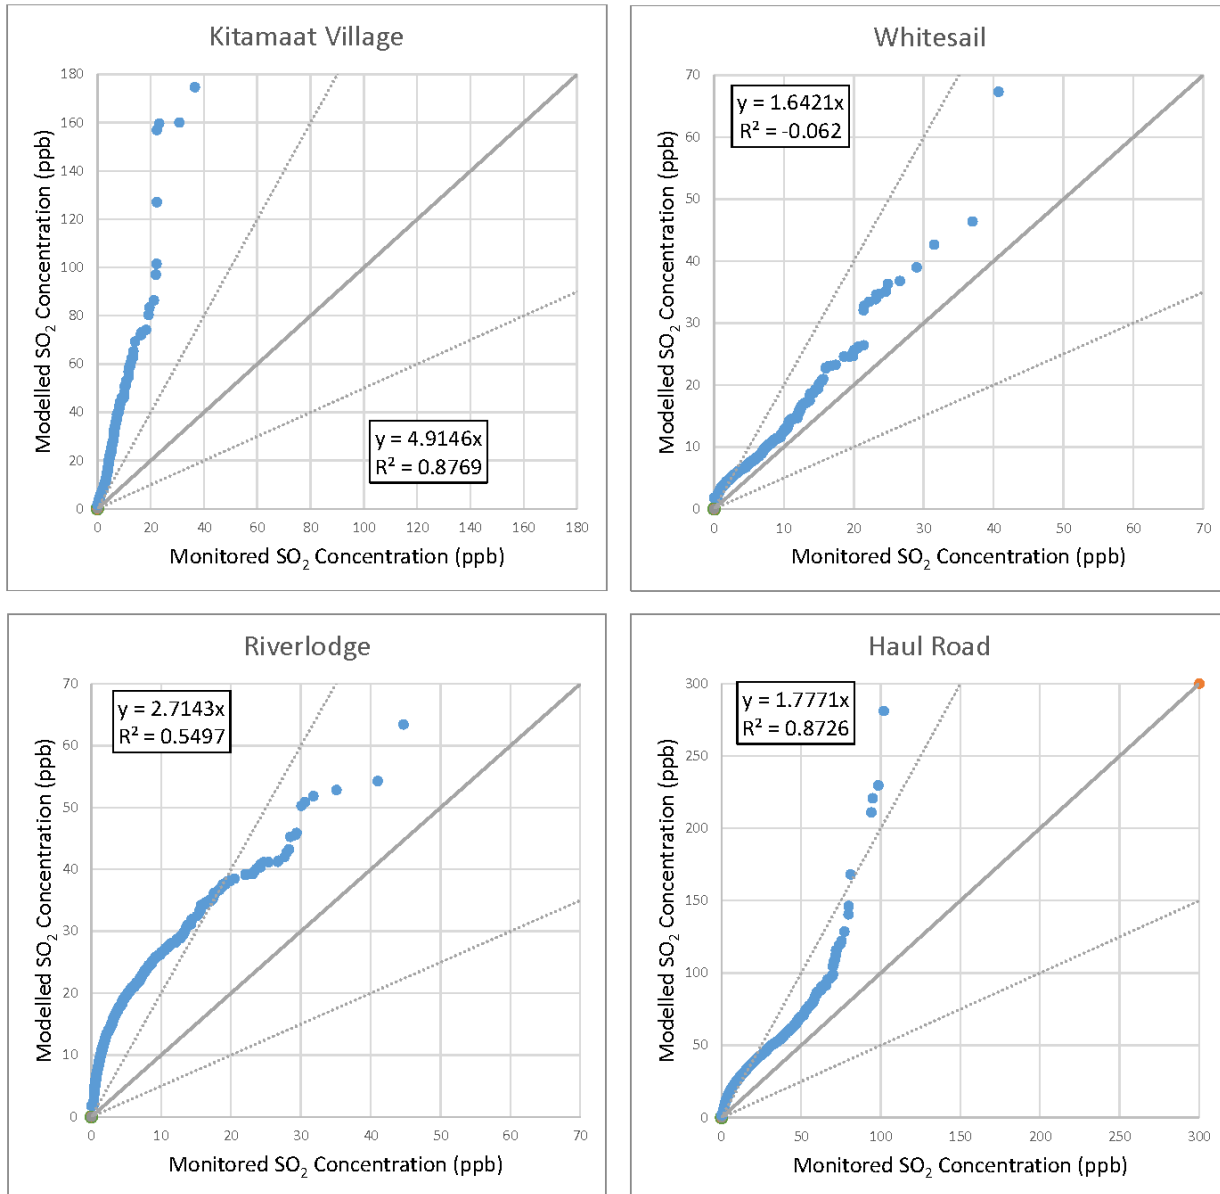 Kitamaat Village
180
160
140
120
100
80
60
40
20
0
Modelled SO₂ Concentration (ppb)
y = 4.9146x
R² = 0.8769
0 20 40 60 80 100 120 140 160 180
Monitored SO₂ Concentration (ppb)
Whitesail
70
60
50
40
30
20
10
0
Modelled SO₂ Concentration (ppb)
y = 1.6421x
R² = -0.062
0 10 20 30 40 50 60 70
Monitored SO₂ Concentration (ppb)
Riverlodge
70
60
50
40
30
20
10
0
Modelled SO₂ Concentration (ppb)
y = 2.7143x
R² = 0.5497
0 10 20 30 40 50 60 70
Monitored SO₂ Concentration (ppb)
Haul Road
300
250
200
150
100
50
0
Modelled SO₂ Concentration (ppb)
y = 1.7771x
R² = 0.8726
0 50 100 150 200 250 300
Monitored SO₂ Concentration (ppb)